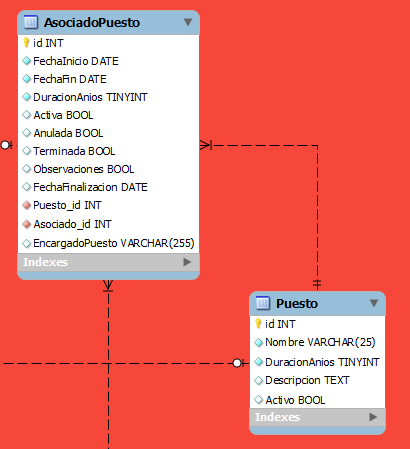 AsociadoPuesto
id INT
FechaInicio DATE
FechaFin DATE
DuracionAnios TINYINT
Activa BOOL
Anulada BOOL
Terminada BOOL
Observaciones BOOL
FechaFinalizacion DATE
Puesto_id INT
Asociado_id INT
EncargadoPuesto VARCHAR(255)
Indexes
Puesto
id INT
Nombre VARCHAR(25)
DuracionAnios TINYINT
Descripcion TEXT
Activo BOOL
Indexes